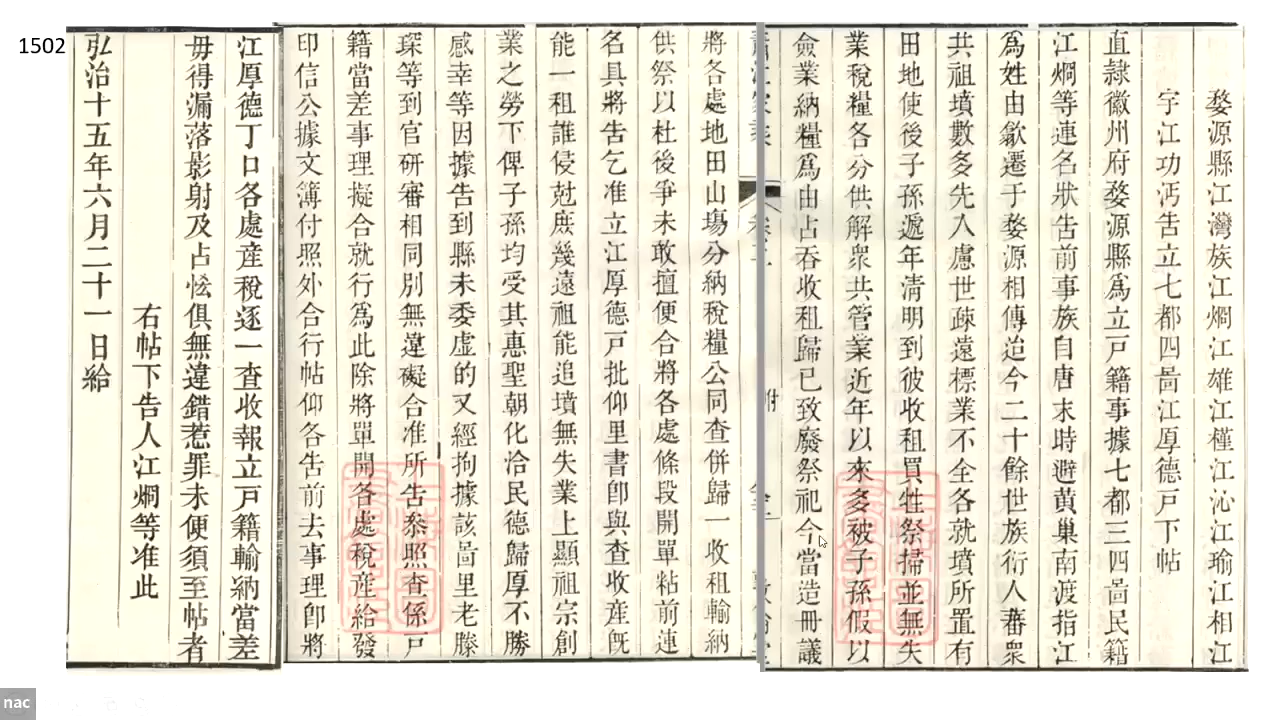 1502
婺源縣江灣族江烱江雄江槿江沁江瑜江相江
宇江功沔告立七都四啚江厚德戸下帖
直隸徽州府婺源縣爲立戸籍事據七都三四啚民籍
江烱等連名狀告前事族自唐末時避黄巢南渡指江
爲姓由歙遷于婺源相傳迨今二十餘世族衍人蕃衆
共祖墳數多先人慮世疎遠標業不全各就墳所置有
田地使後子孫遞年清明到彼收租買牲祭掃並無失
業稅糧各分供解衆共管業近年以來多被子孫假以
僉業納糧爲由占吞收租歸已致廢祭祀今當造冊議
將各處地田山塲分納稅糧公同查併歸一收租輸納
供祭以杜後爭未敢擅便合將各處條段開單粘前連
名具將告乞准立江厚德戸批仰里書卽與查收產旣
能一租誰侵尅庶幾遠祖能追墳無失業上顯祖宗創
業之勞下俾子孫均受其惠聖朝化洽民德歸厚不勝
感幸等因據告到縣未委虛的又經拘據該啚里老滕
琛等到官研審相同別無違礙合准所告叅照查係戸
籍當差事理擬合就行爲此除將單開各處稅產給發
印信公據文簿付照外合行帖仰各告前去事理卽將
江厚德丁口各處產稅逐一查收報立戸籍輸納當差
毋得漏落影射及占恡俱無違錯惹罪未便須至帖者
右帖下告人江烱等准此
弘治十五年六月二十一日給
附
nac